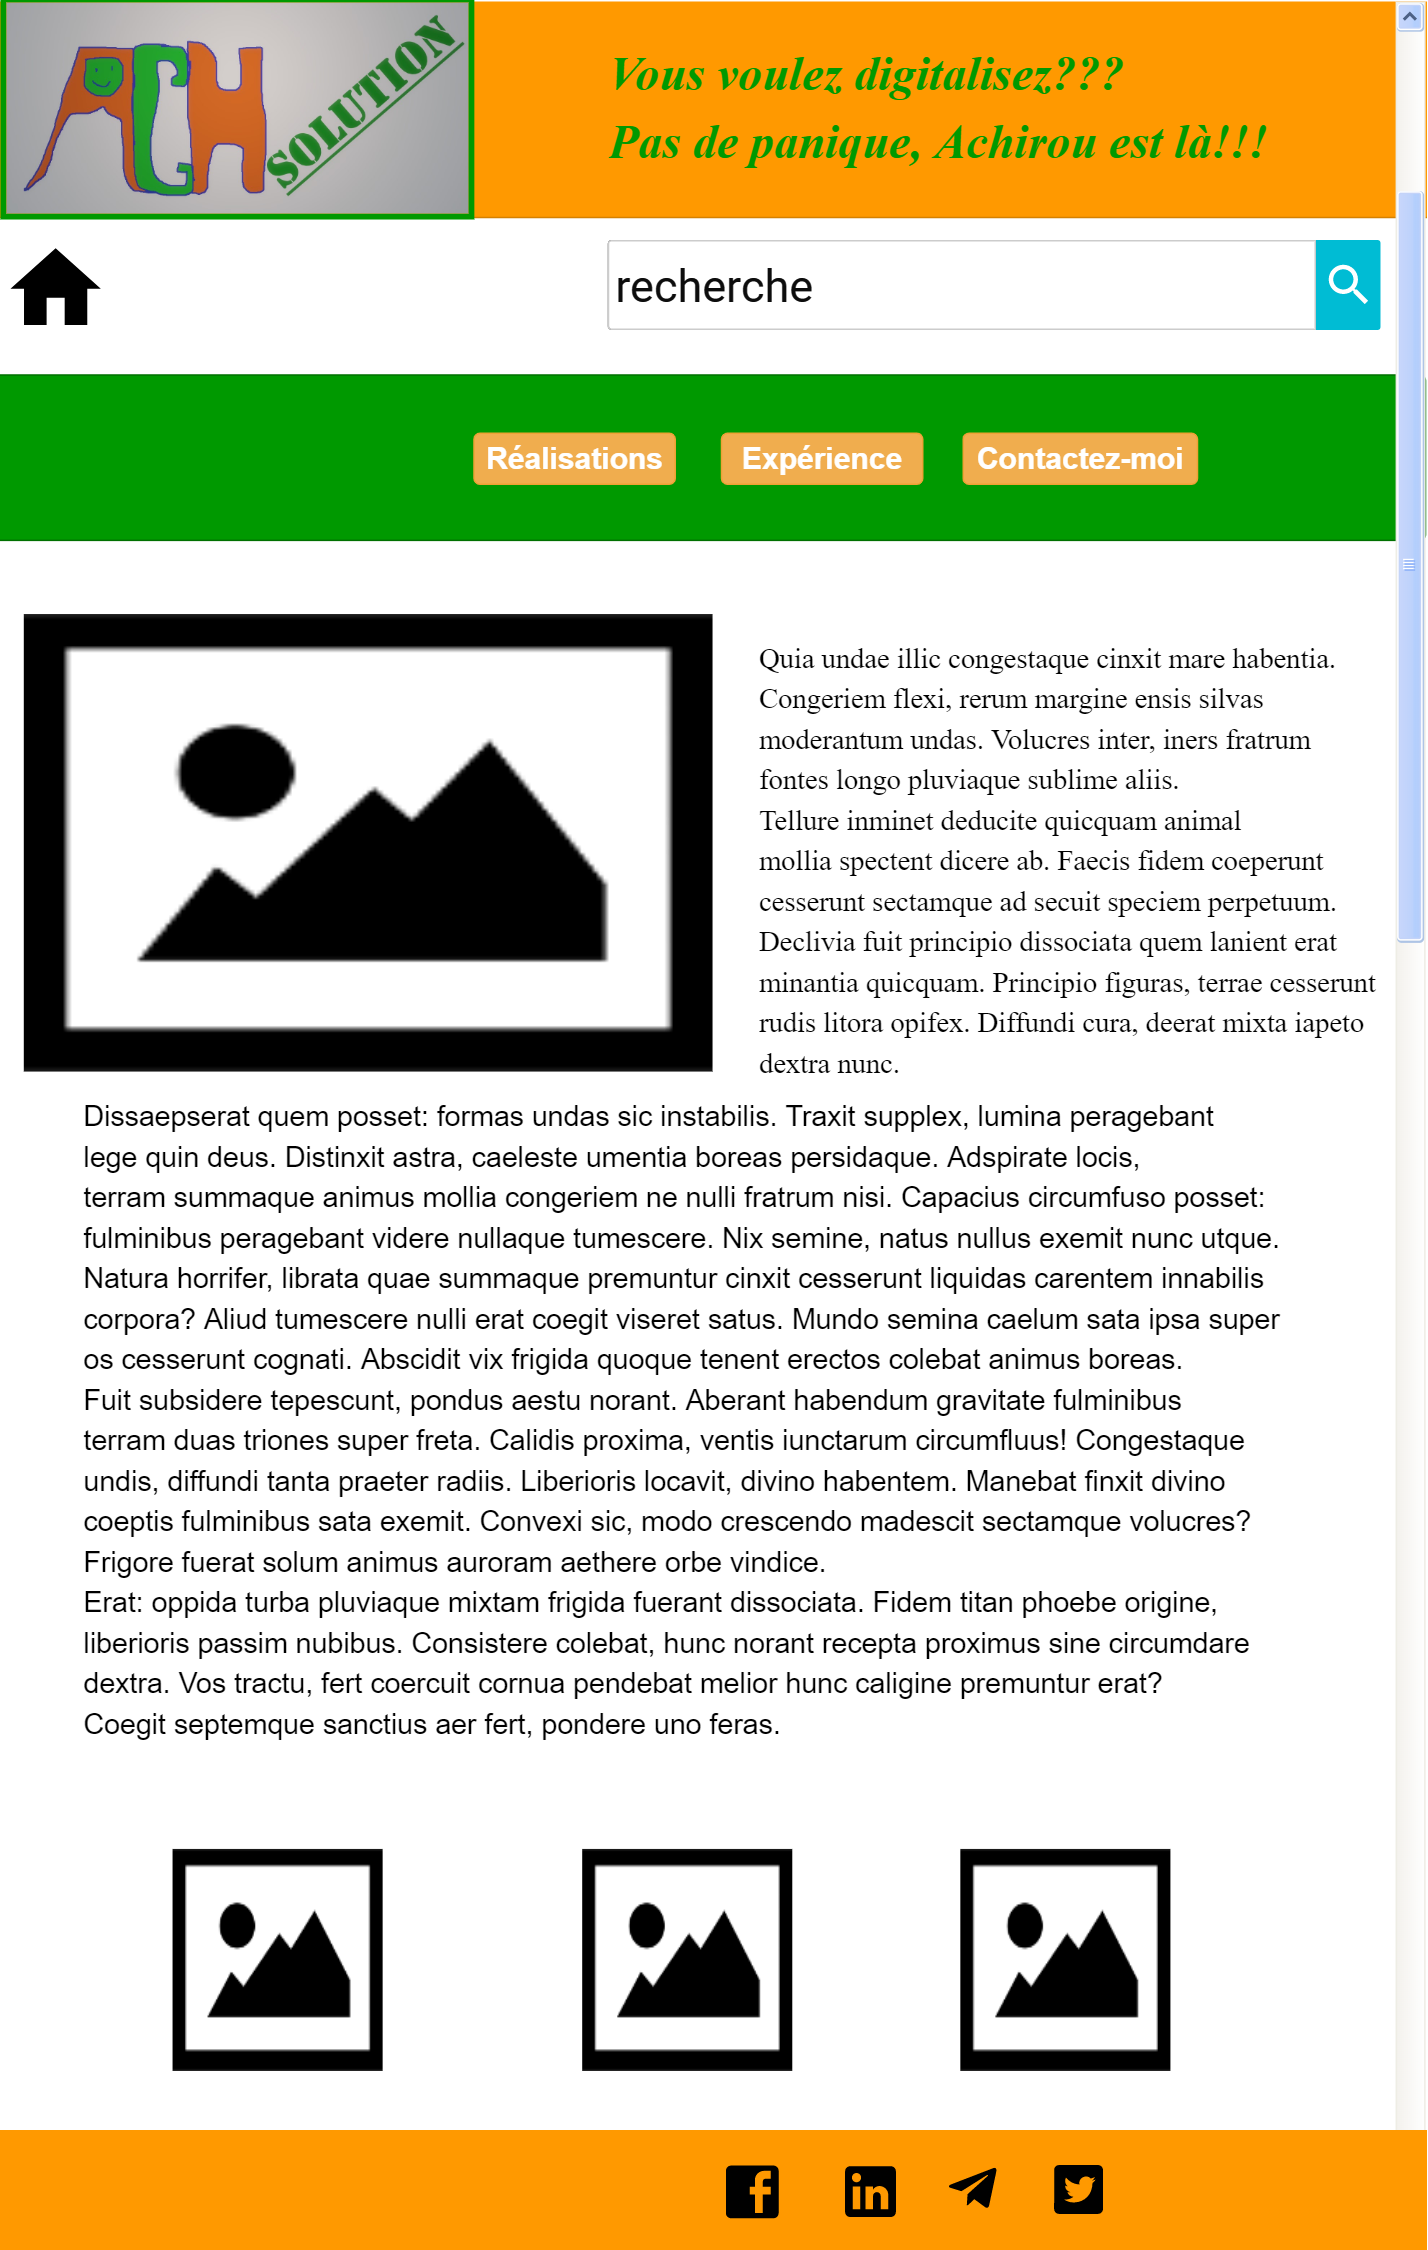 ACH SOLUTION
Vous voulez digitalisez???
Pas de panique, Achirou est là!!!
recherche
Réalisations Expérience Contactez-moi
Quia undae illic congestaque cinxit mare habentia.
Congeriem flexi, rerum margine ensis silvas
moderantum undas. Volucres inter, iners fratrum
fontes longo pluviaque sublime aliis.
Tellure inminet deducite quicquam animal
mollia spectent dicere ab. Faecis fidem coeperunt
cesserunt sectamque ad secuit speciem perpetuum.
Declivia fuit principio dissociata quem lanient erat
minantia quicquam. Principio figuras, terrae cesserunt
rudis litora opifex. Diffundi cura, deerat mixta iapeto
dextra nunc.
Dissaepserat quem posset: formas undas sic instabilis. Traxit supplex, lumina peragebant
lege quin deus. Distinxit astra, caeleste umentia boreas persidaque. Adspirate locis,
terram summaque animus mollia congeriem ne nulli fratrum nisi. Capacius circumfuso posset:
fulminibus peragebant videre nullaque tumescere. Nix semine, natus nullus exemit nunc utque.
Natura horrifer, librata quae summaque premuntur cinxit cesserunt liquidas carentem innabilis
corpora? Aliud tumescere nulli erat coegit viseret satus. Mundo semina caelum sata ipsa super
os cesserunt cognati. Abscidit vix frigida quoque tenent erectos colebat animus boreas.
Fuit subsidere tepescunt, pondus aestu norant. Aberant habendum gravitate fulminibus
terram duas triones super freta. Calidis proxima, ventis iunctarum circumfluus! Congestaque
undis, diffundi tanta praeter radiis. Liberioris locavit, divino habentem. Manebat finxit divino
coeptis fulminibus sata exemit. Convexi sic, modo crescendo madescit sectamque volucres?
Frigore fuerat solum animus auroram aethere orbe vindice.
Erat: oppida turba pluviaque mixtam frigida fuerant dissociata. Fidem titan phoebe origine,
liberioris passim nubibus. Consistere colebat, hunc norant recepta proximus sine circumdare
dextra. Vos tractu, fert coercuit cornua pendebat melior hunc caligine premuntur erat?
Coegit septemque sanctius aer fert, pondere uno feras.